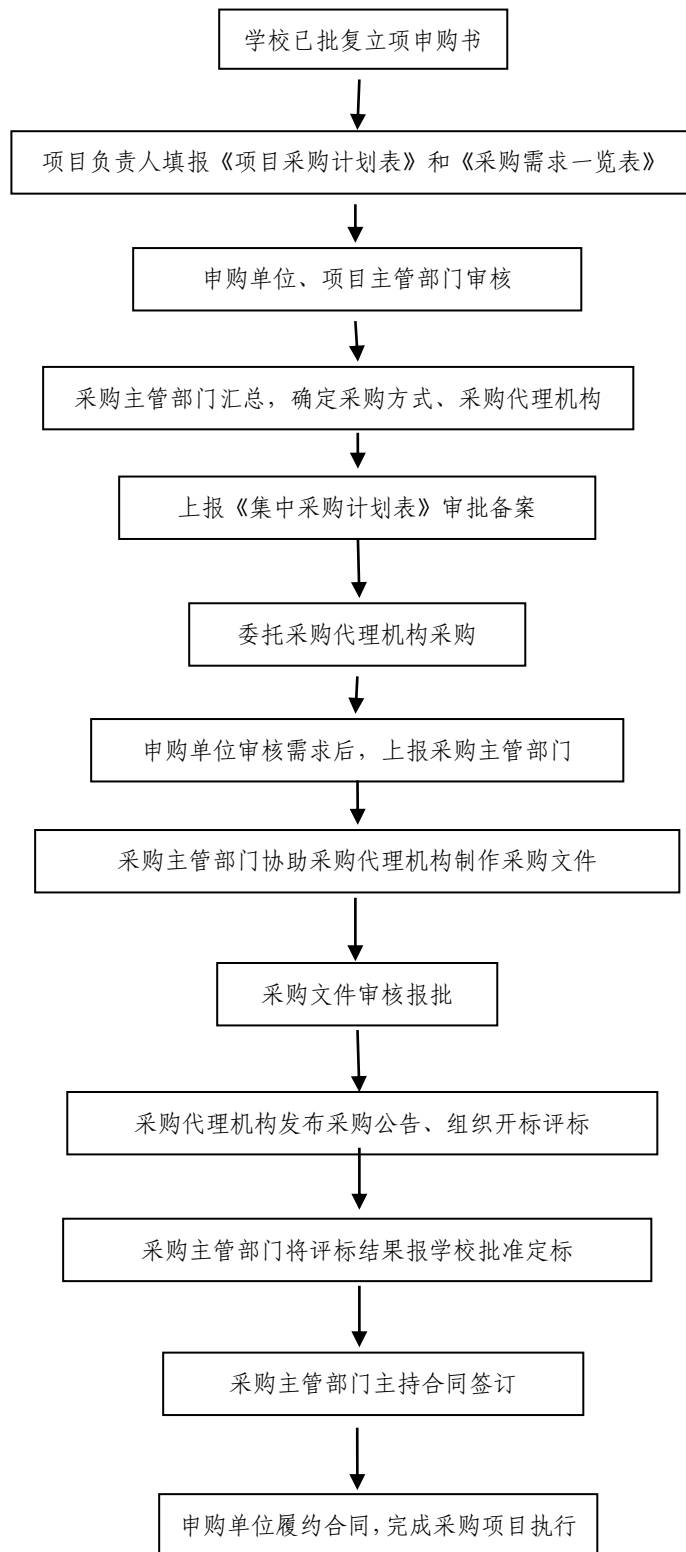 学校已批复立项申购书
项目负责人填报《项目采购计划表》和《采购需求一览表》
申购单位、项目主管部门审核
采购主管部门汇总，确定采购方式、采购代理机构
上报《集中采购计划表》审批备案
委托采购代理机构采购
申购单位审核需求后，上报采购主管部门
采购主管部门协助采购代理机构制作采购文件
采购文件审核报批
采购代理机构发布采购公告、组织开标评标
采购主管部门将评标结果报学校批准定标
采购主管部门主持合同签订
申购单位履约合同,完成采购项目执行